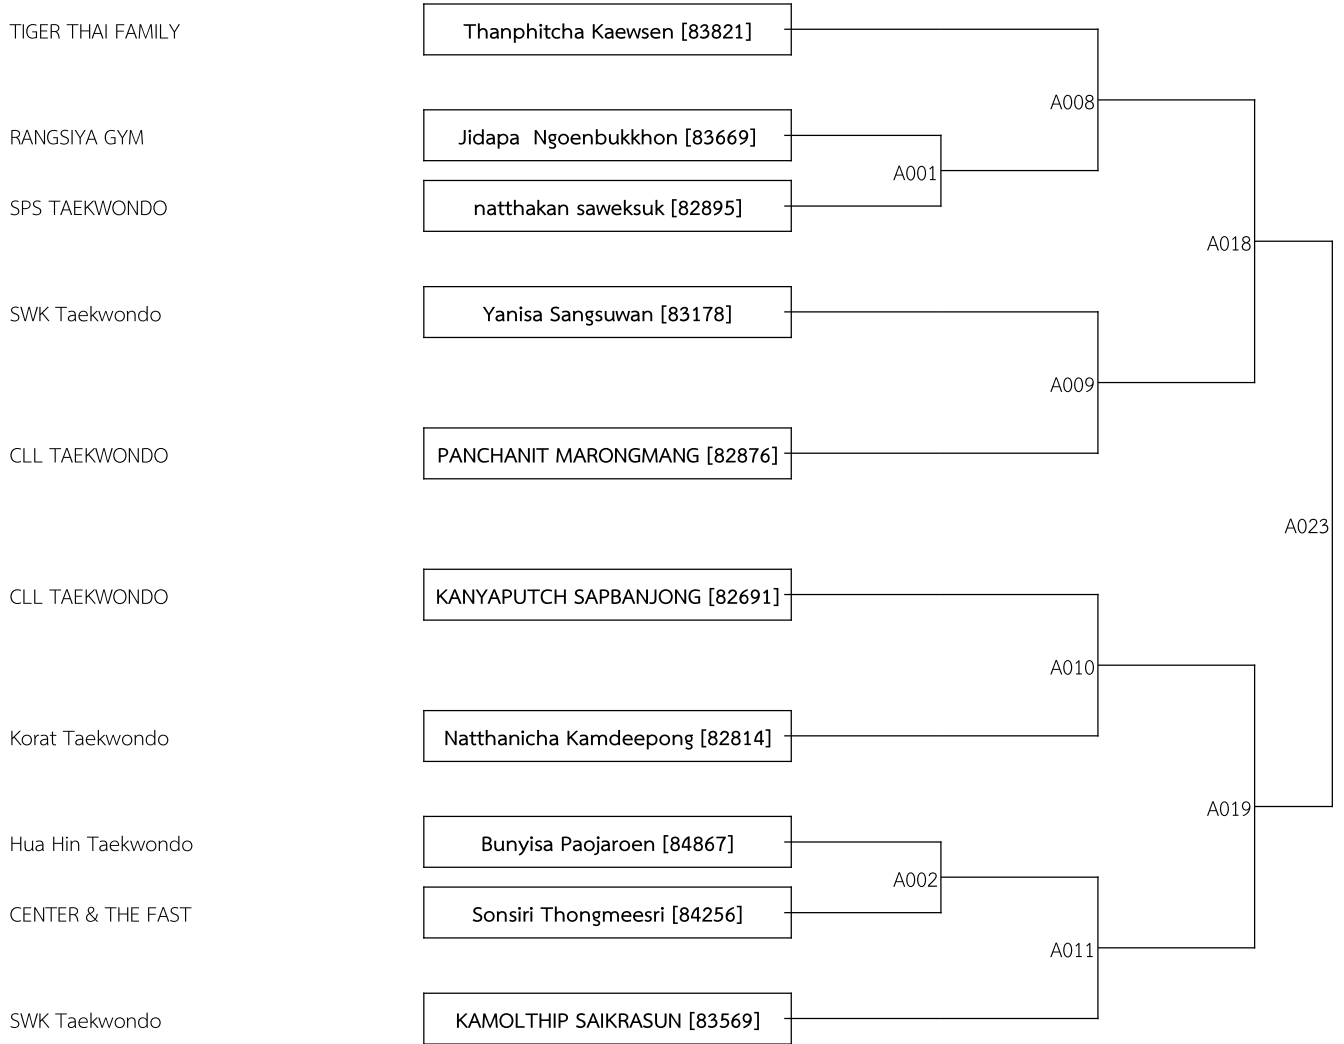 TIGER THAI FAMILY
Thanphitcha Kaewsen [83821]
A008
RANGSIYA GYM
Jidapa  Ngoenbukkhon [83669]
A001
SPS TAEKWONDO
natthakan saweksuk [82895]
A018
SWK Taekwondo
Yanisa Sangsuwan [83178]
A009
CLL TAEKWONDO
PANCHANIT MARONGMANG [82876]
A023
CLL TAEKWONDO
KANYAPUTCH SAPBANJONG [82691]
A010
Korat Taekwondo
Natthanicha Kamdeepong [82814]
A019
Hua Hin Taekwondo
Bunyisa Paojaroen [84867]
A002
CENTER & THE FAST
Sonsiri Thongmeesri [84256]
A011
SWK Taekwondo
KAMOLTHIP SAIKRASUN [83569]